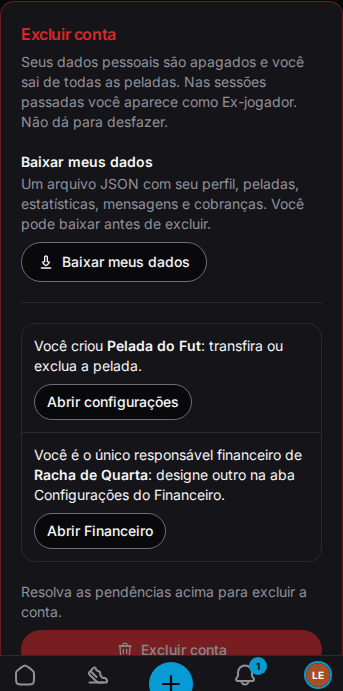 Excluir conta
Seus dados pessoais são apagados e você
sai de todas as peladas. Nas sessões
passadas você aparece como Ex-jogador.
Não dá para desfazer.
Baixar meus dados
Um arquivo JSON com seu perfil, peladas,
estatísticas, mensagens e cobranças. Você
pode baixar antes de excluir.
Baixar meus dados
Você criou Pelada do Fut: transfira ou
exclua a pelada.
Abrir configurações
Você é o único responsável financeiro de
Racha de Quarta: designe outro na aba
Configurações do Financeiro.
Abrir Financeiro
Resolva as pendências acima para excluir a
conta.
Excluir conta
1
LE